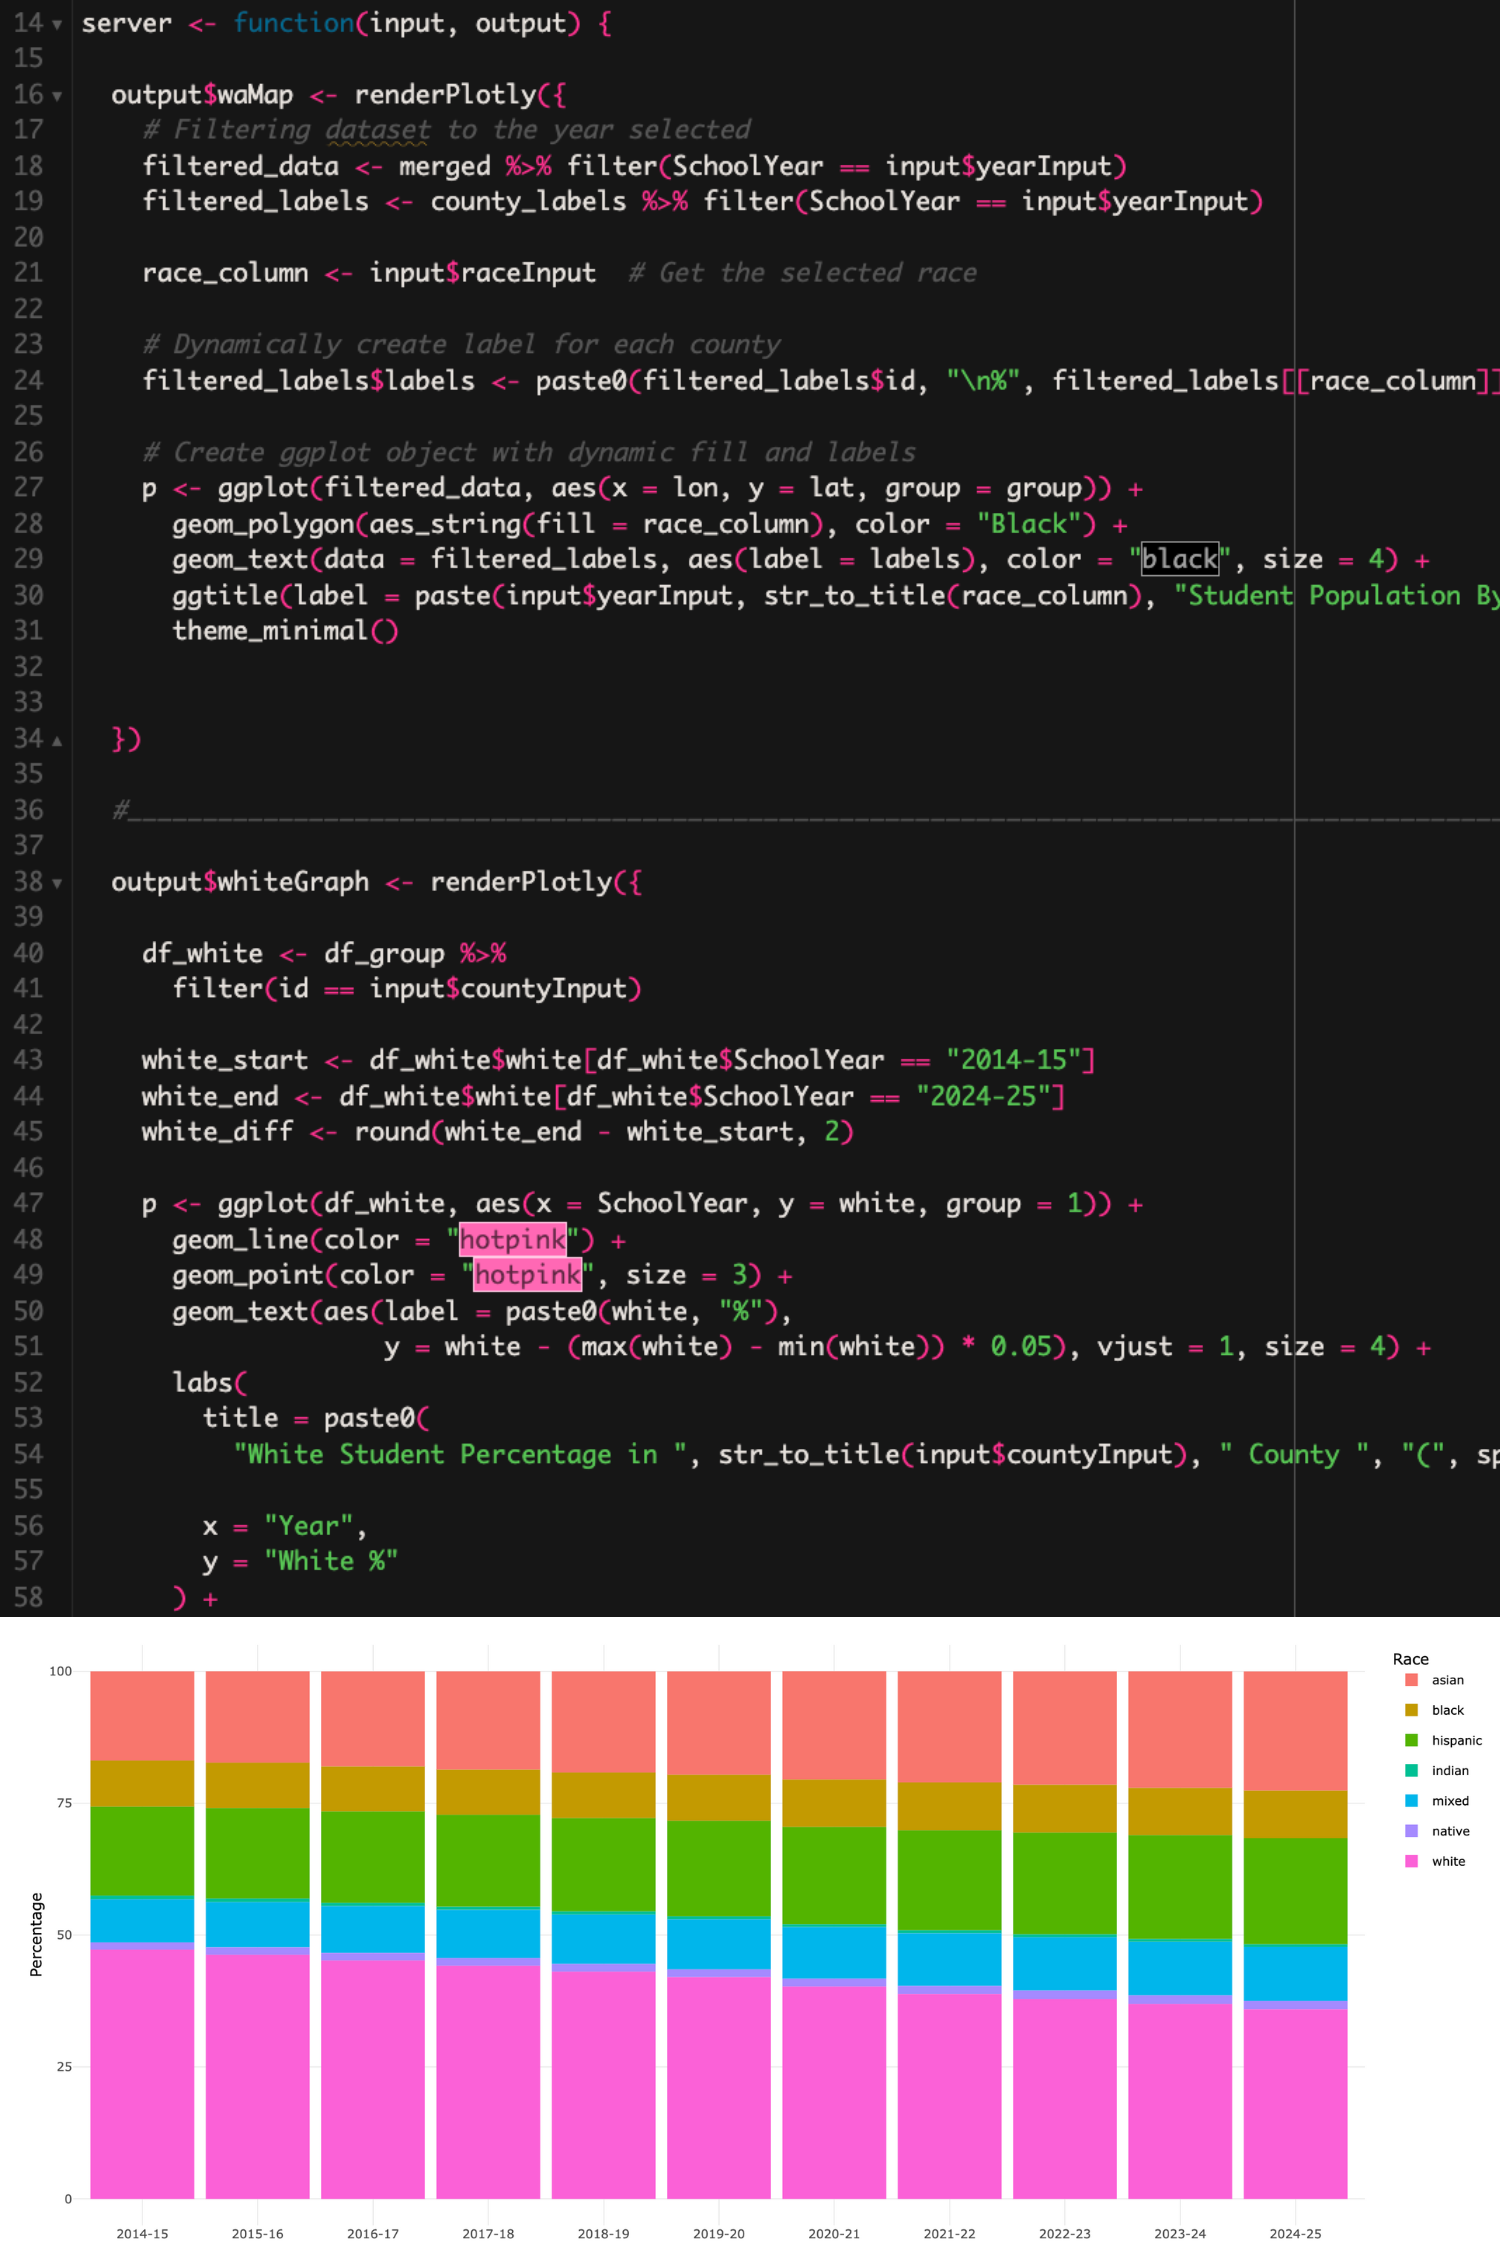 14 server <- function(input, output) {
15
16 output$waMap <- renderPlotly({
17 # Filtering dataset to the year selected
18 filtered_data <- merged %>% filter(SchoolYear == input$yearInput)
19 filtered_labels <- county_labels %>% filter(SchoolYear == input$yearInput)
20
21 race_column <- input$raceInput # Get the selected race
22
23 # Dynamically create label for each county
24 filtered_labels$labels <- paste0(filtered_labels$id, "\n%", filtered_labels[[race_column]]
25
26 # Create ggplot object with dynamic fill and labels
27 p <- ggplot(filtered_data, aes(x = lon, y = lat, group = group)) +
28 geom_polygon(aes_string(fill = race_column), color = "Black") +
29 geom_text(data = filtered_labels, aes(label = labels), color = "black", size = 4) +
30 ggtitle(label = paste(input$yearInput, str_to_title(race_column), "Student Population By
31 theme_minimal()
32
33
34 })
35
36 #______________________________________________________________________
37
38 output$whiteGraph <- renderPlotly({
39
40 df_white <- df_group %>%
41 filter(id == input$countyInput)
42
43 white_start <- df_white$white[df_white$SchoolYear == "2014-15"]
44 white_end <- df_white$white[df_white$SchoolYear == "2024-25"]
45 white_diff <- round(white_end - white_start, 2)
46
47 p <- ggplot(df_white, aes(x = SchoolYear, y = white, group = 1)) +
48 geom_line(color = "hotpink") +
49 geom_point(color = "hotpink", size = 3) +
50 geom_text(aes(label = paste0(white, "%"),
51 y = white - (max(white) - min(white)) * 0.05), vjust = 1, size = 4) +
52 labs(
53 title = paste0(
54 "White Student Percentage in ", str_to_title(input$countyInput), " County ", "(", sp
55
56 x = "Year",
57 y = "White %"
58 ) +
Race
asian
black
hispanic
indian
mixed
native
white
Percentage
100
75
50
25
0
2014-15 2015-16 2016-17 2017-18 2018-19 2019-20 2020-21 2021-22 2022-23 2023-24 2024-25